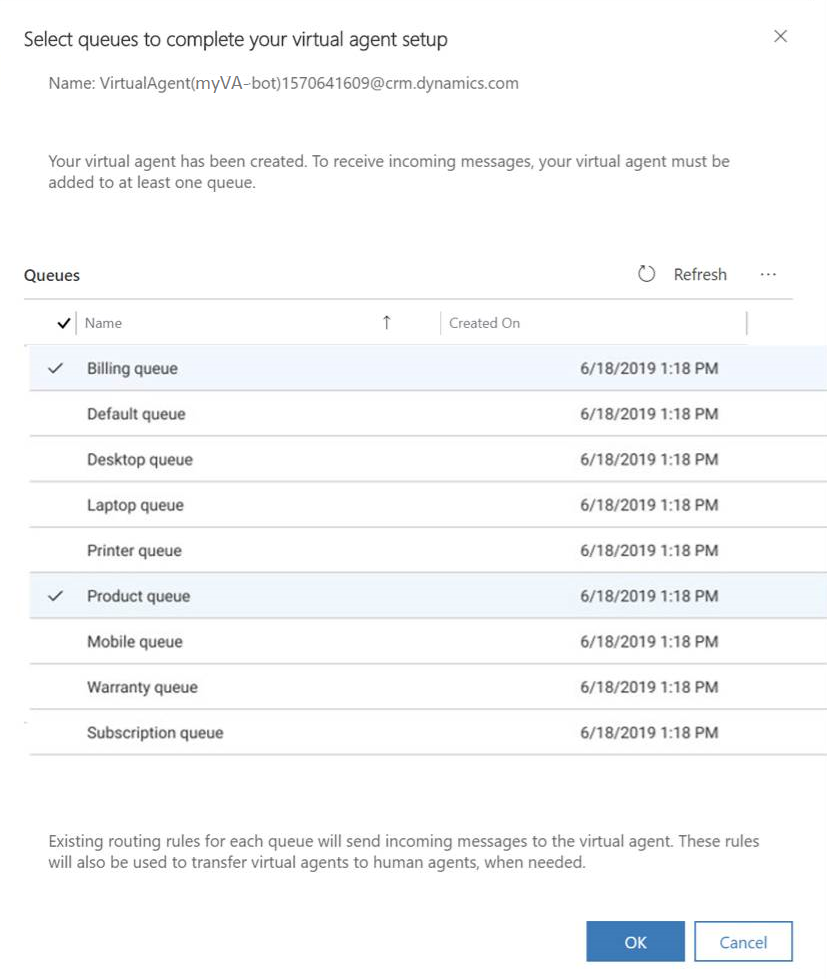 Select queues to complete your virtual agent setup
Name: VirtualAgent(myVA-bot)1570641609@crm.dynamics.com
Your virtual agent has been created. To receive incoming messages, your virtual agent must be
added to at least one queue.
Queues Refresh ...
Name Created On
Billing queue 6/18/2019 1:18 PM
Default queue 6/18/2019 1:18 PM
Desktop queue 6/18/2019 1:18 PM
Laptop queue 6/18/2019 1:18 PM
Printer queue 6/18/2019 1:18 PM
Product queue 6/18/2019 1:18 PM
Mobile queue 6/18/2019 1:18 PM
Warranty queue 6/18/2019 1:18 PM
Subscription queue 6/18/2019 1:18 PM
Existing routing rules for each queue will send incoming messages to the virtual agent. These rules
will also be used to transfer virtual agents to human agents, when needed.
OK Cancel